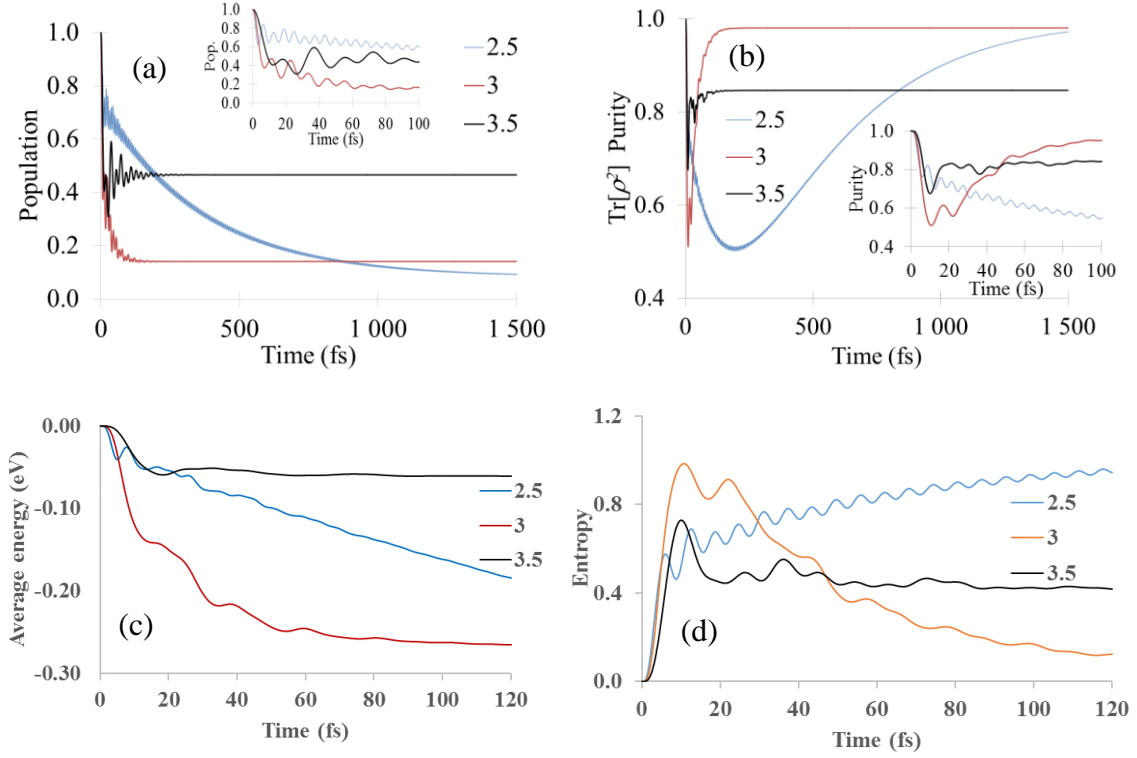 (a)
Population
1.0
0.8
0.6
0.4
0.2
0.0
0
500
1 000
1 500
Time (fs)
Pop.
1.0
0.8
0.6
0.4
0.2
0.0
0 20 40 60 80 100
Time (fs)
2.5
3
3.5
(b)
Tr[ρ²] Purity
1.0
0.8
0.6
0.4
0
500
1 000
1 500
Time (fs)
2.5
3
3.5
Purity
1.0
0.8
0.6
0.4
0 20 40 60 80 100
Time (fs)
(c)
Average energy (eV)
0.00
-0.10
-0.20
-0.30
0 20 40 60 80 100 120
Time (fs)
2.5
3
3.5
(d)
Entropy
1.2
0.8
0.4
0.0
0 20 40 60 80 100 120
Time (fs)
2.5
3
3.5